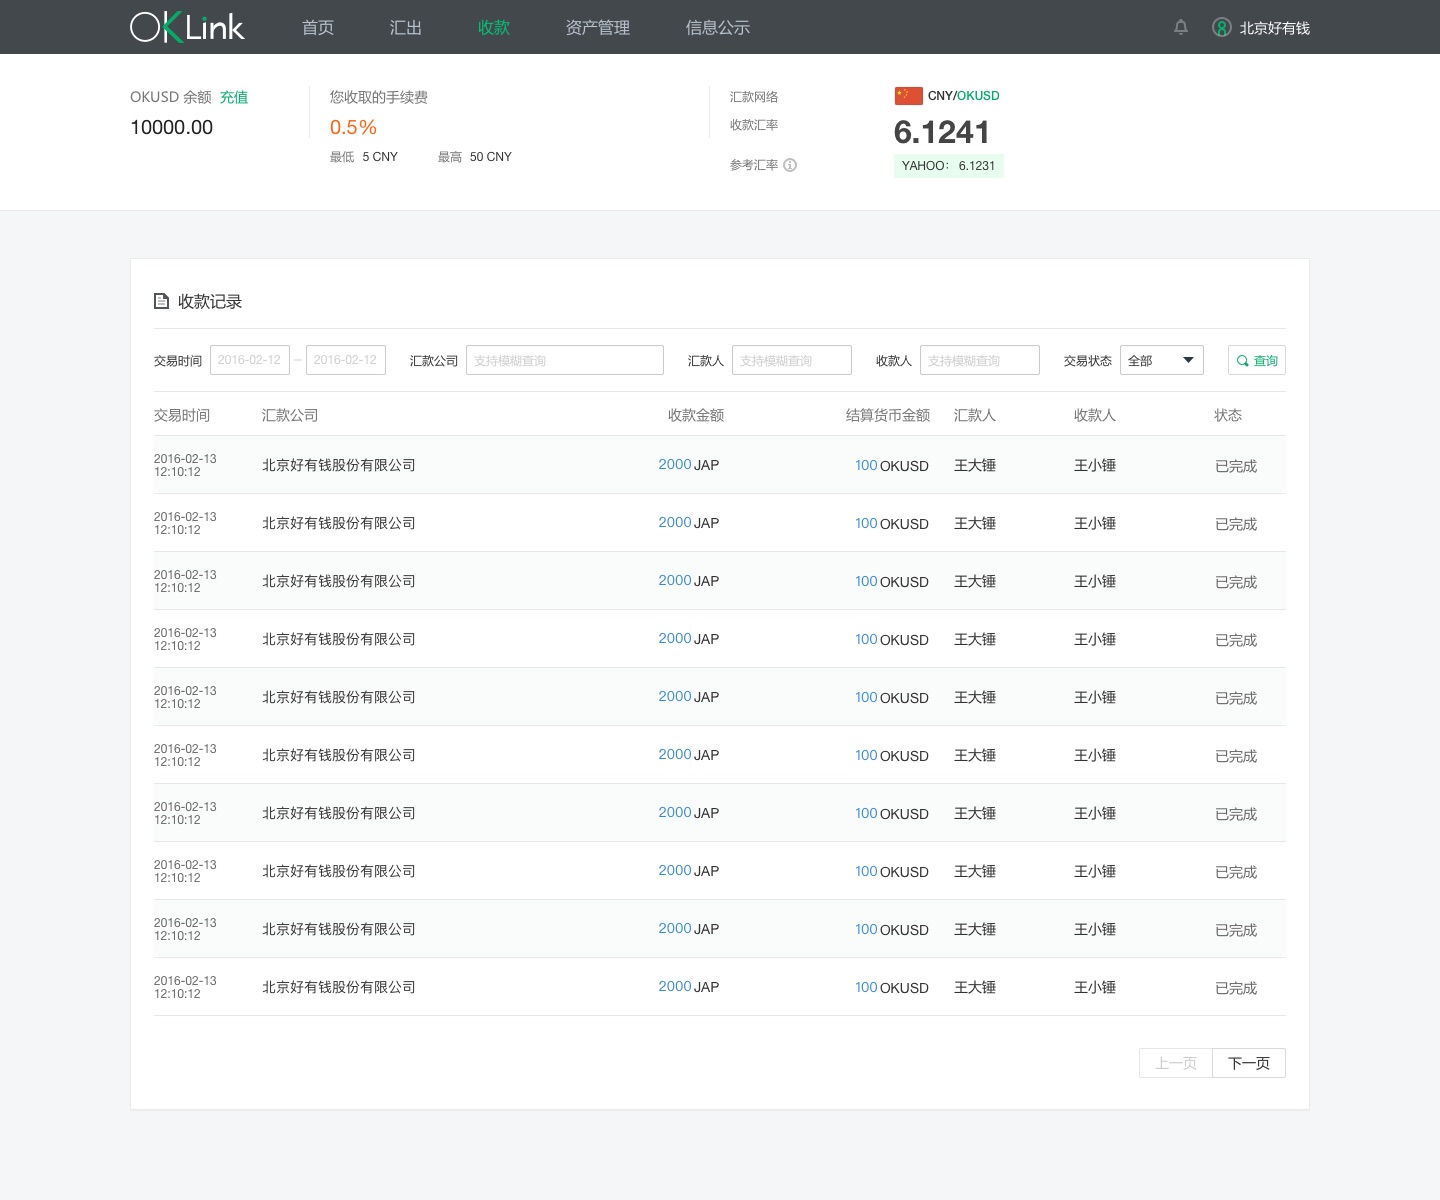 OKLink 首页 汇出 收款 资产管理 信息公示 北京好有钱
OKUSD 余额 充值
10000.00
您收取的手续费
0.5%
最低 5 CNY 最高 50 CNY
汇款网络 CNY/OKUSD
收款汇率 6.1241
参考汇率 YAHOO: 6.1231
收款记录
交易时间 2016-02-12 – 2016-02-12 汇款公司 支持模糊查询 汇款人 支持模糊查询 收款人 支持模糊查询 交易状态 全部 查询
交易时间 汇款公司 收款金额 结算货币金额 汇款人 收款人 状态
2016-02-13
12:10:12 北京好有钱股份有限公司 2000 JAP 100 OKUSD 王大锤 王小锤 已完成
2016-02-13
12:10:12 北京好有钱股份有限公司 2000 JAP 100 OKUSD 王大锤 王小锤 已完成
2016-02-13
12:10:12 北京好有钱股份有限公司 2000 JAP 100 OKUSD 王大锤 王小锤 已完成
2016-02-13
12:10:12 北京好有钱股份有限公司 2000 JAP 100 OKUSD 王大锤 王小锤 已完成
2016-02-13
12:10:12 北京好有钱股份有限公司 2000 JAP 100 OKUSD 王大锤 王小锤 已完成
2016-02-13
12:10:12 北京好有钱股份有限公司 2000 JAP 100 OKUSD 王大锤 王小锤 已完成
2016-02-13
12:10:12 北京好有钱股份有限公司 2000 JAP 100 OKUSD 王大锤 王小锤 已完成
2016-02-13
12:10:12 北京好有钱股份有限公司 2000 JAP 100 OKUSD 王大锤 王小锤 已完成
2016-02-13
12:10:12 北京好有钱股份有限公司 2000 JAP 100 OKUSD 王大锤 王小锤 已完成
2016-02-13
12:10:12 北京好有钱股份有限公司 2000 JAP 100 OKUSD 王大锤 王小锤 已完成
上一页 下一页